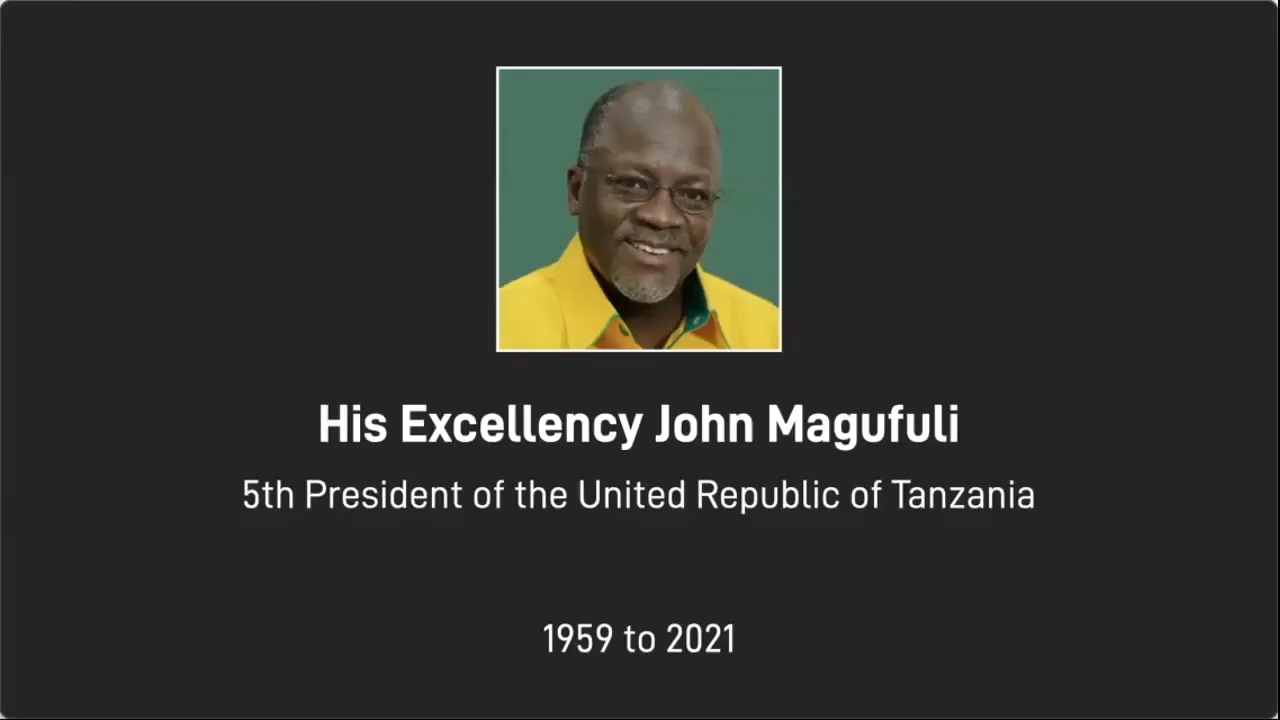 His Excellency John Magufuli
5th President of the United Republic of Tanzania
1959 to 2021